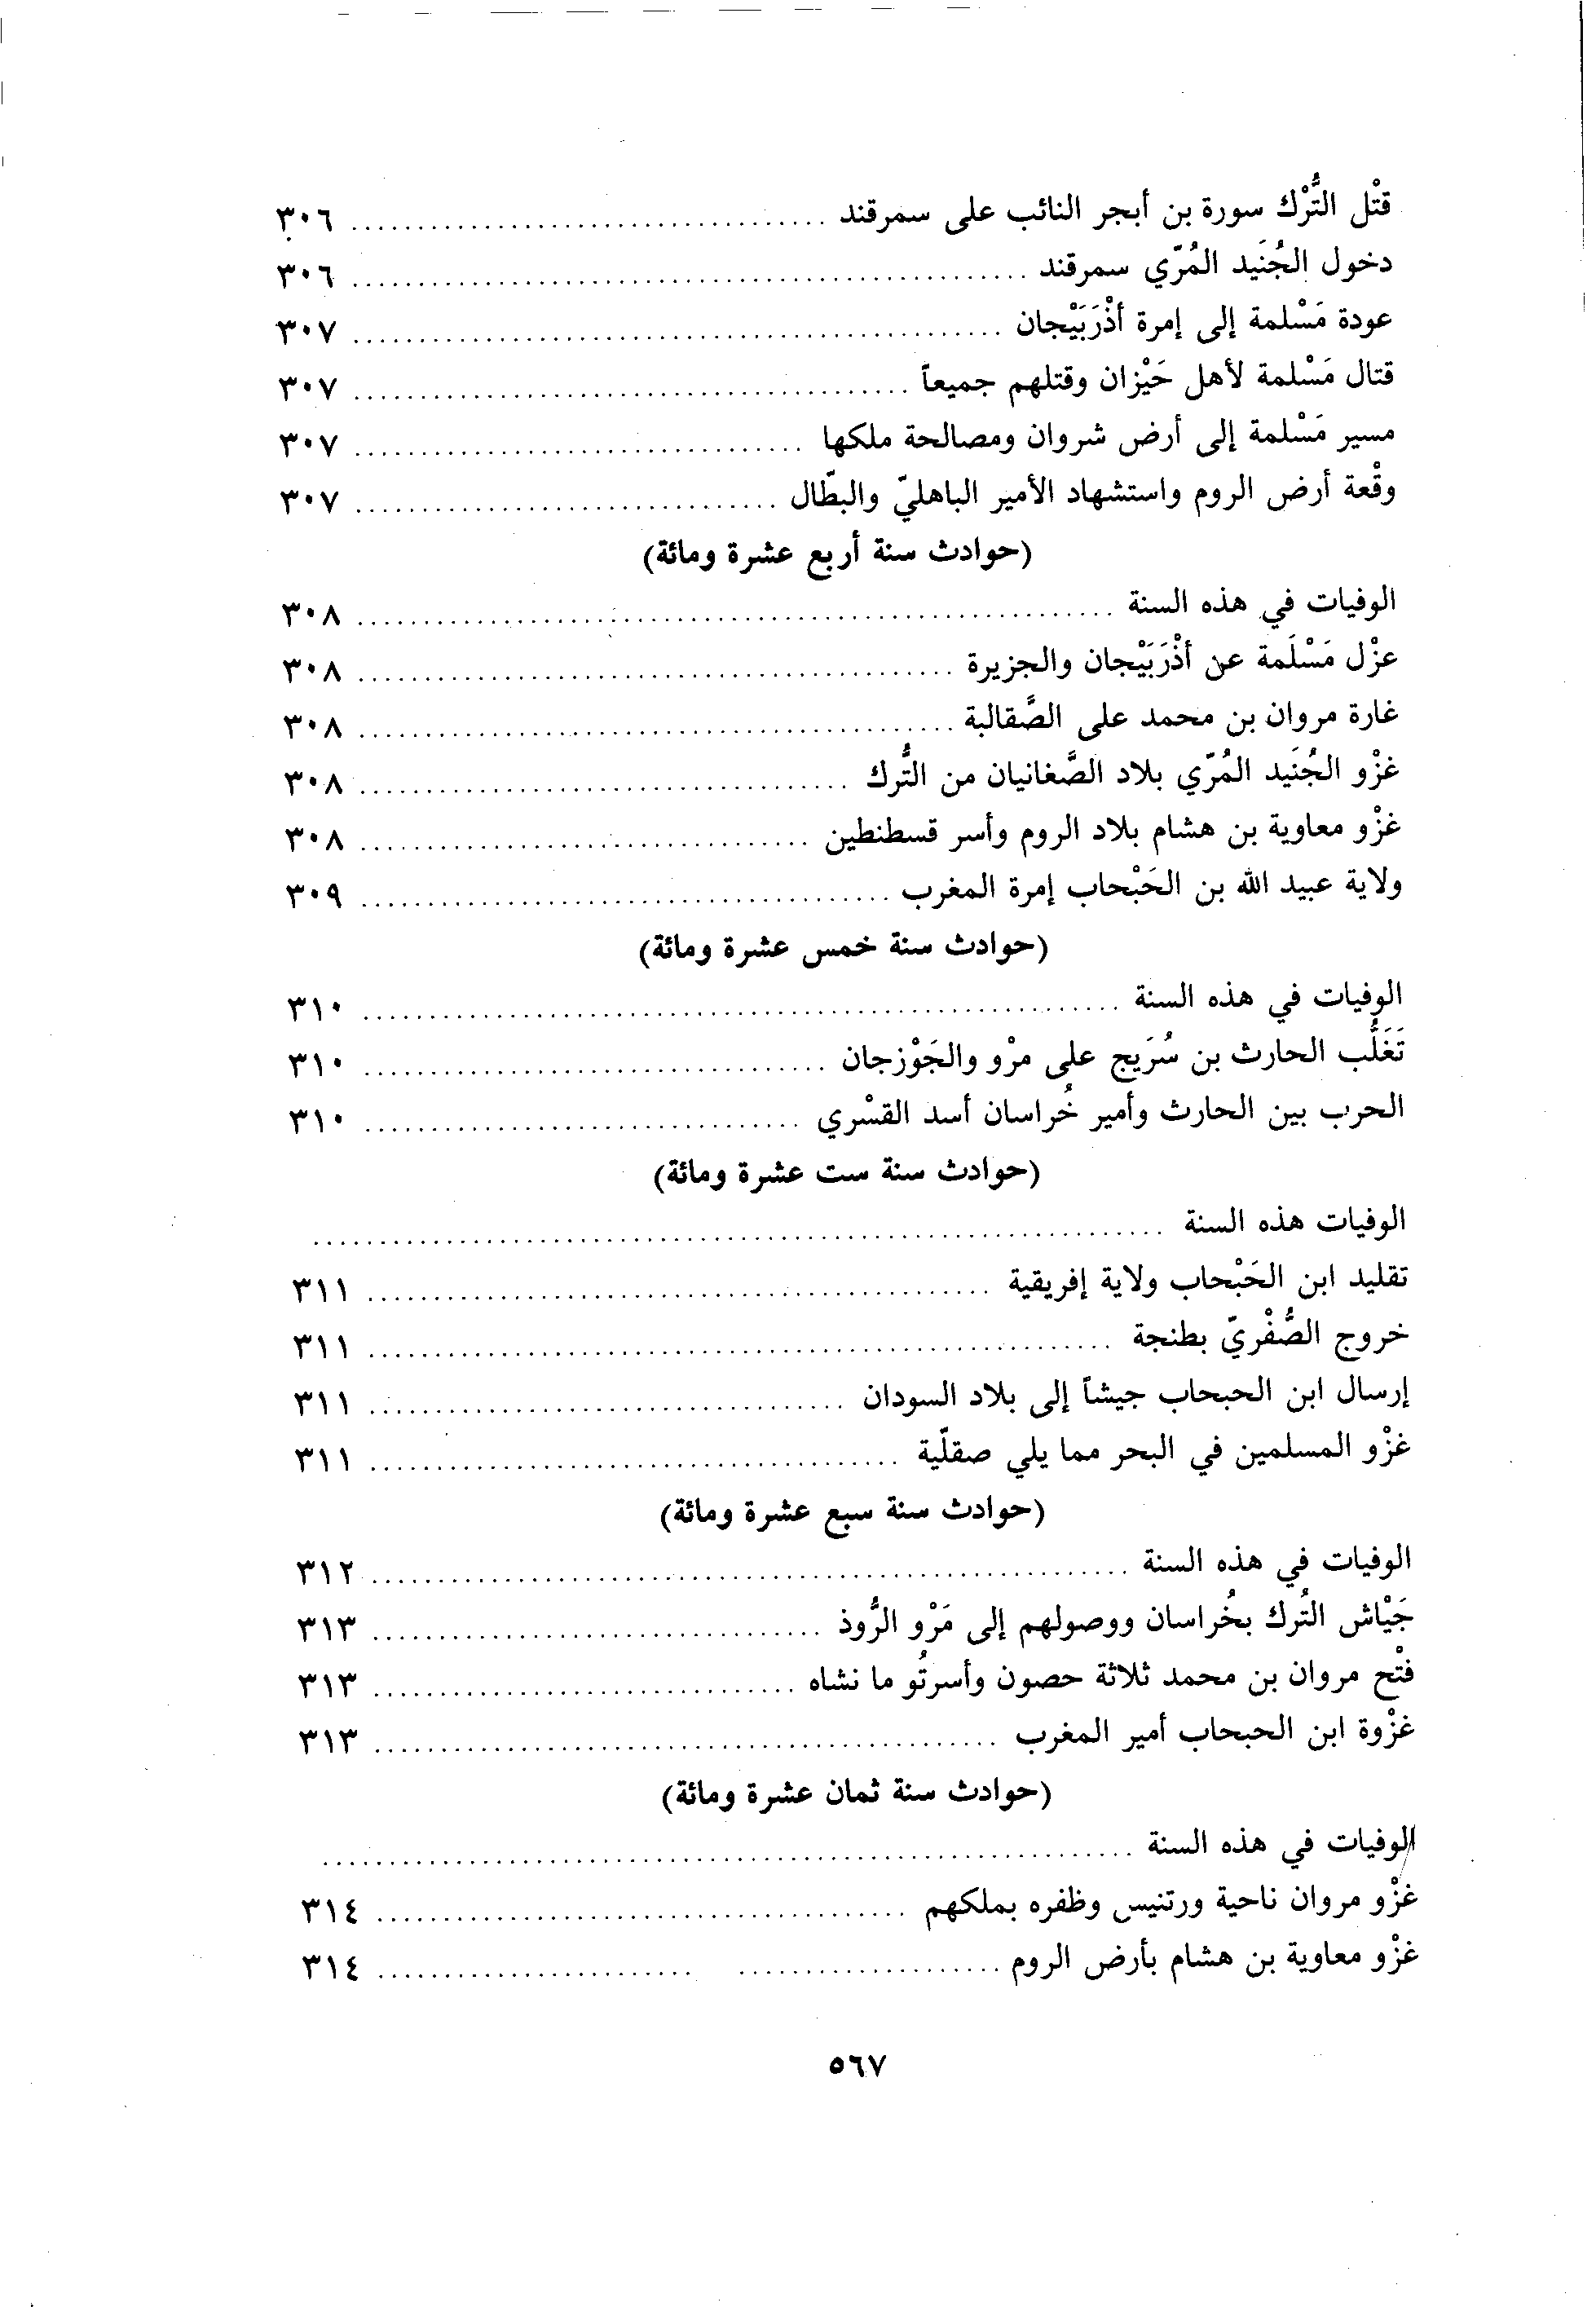 قتْل التُّرْك سورة بن أبجر النائب على سمرقند ........ ٣٠٦
دخول الجُنَيد المُرّي سمرقند ........ ٣٠٦
عودة مَسْلمة إلى إمرة أذْرَبَيْجان ........ ٣٠٧
قتال مَسْلمة لأهل حَيْزان وقتلهم جميعاً ........ ٣٠٧
مسير مَسْلمة إلى أرض شروان ومصالحة ملكها ........ ٣٠٧
وقْعة أرض الروم واستشهاد الأمير الباهليّ والبطّال ........ ٣٠٧
(حوادث سنة أربع عشرة ومائة)
الوفيات في هذه السنة ........ ٣٠٨
عزْل مَسْلَمة عن أذْرَبَيْجان والجزيرة ........ ٣٠٨
غارة مروان بن محمد على الصَّقالبة ........ ٣٠٨
غزْو الجُنَيد المُرّي بلاد الصَّغانيان من التُّرك ........ ٣٠٨
غزْو معاوية بن هشام بلاد الروم وأسر قسطنطين ........ ٣٠٨
ولاية عبيد الله بن الحَبْحاب إمرة المغرب ........ ٣٠٩
(حوادث سنة خمس عشرة ومائة)
الوفيات في هذه السنة ........ ٣١٠
تَغَلُّب الحارث بن سُرَيج على مرْو والجَوْزجان ........ ٣١٠
الحرب بين الحارث وأمير خُراسان أسد القسْري ........ ٣١٠
(حوادث سنة ست عشرة ومائة)
الوفيات هذه السنة ........
تقليد ابن الحَبْحاب ولاية إفريقية ........ ٣١١
خروج الصُّفْريّ بطنجة ........ ٣١١
إرسال ابن الحبحاب جيشاً إلى بلاد السودان ........ ٣١١
غزْو المسلمين في البحر مما يلي صقلّية ........ ٣١١
(حوادث سنة سبع عشرة ومائة)
الوفيات في هذه السنة ........ ٣١٢
جَيْاش التُرك بخُراسان ووصولهم إلى مَرْو الرُّوذ ........ ٣١٣
فتْح مروان بن محمد ثلاثة حصون وأسرتُو ما نشاه ........ ٣١٣
غزْوة ابن الحبحاب أمير المغرب ........ ٣١٣
(حوادث سنة ثمان عشرة ومائة)
الوفيات في هذه السنة ........
غزْو مروان ناحية ورتنيس وظفره بملكهم ........ ٣١٤
غزْو معاوية بن هشام بأرض الروم ........ ٣١٤
٥٦٧